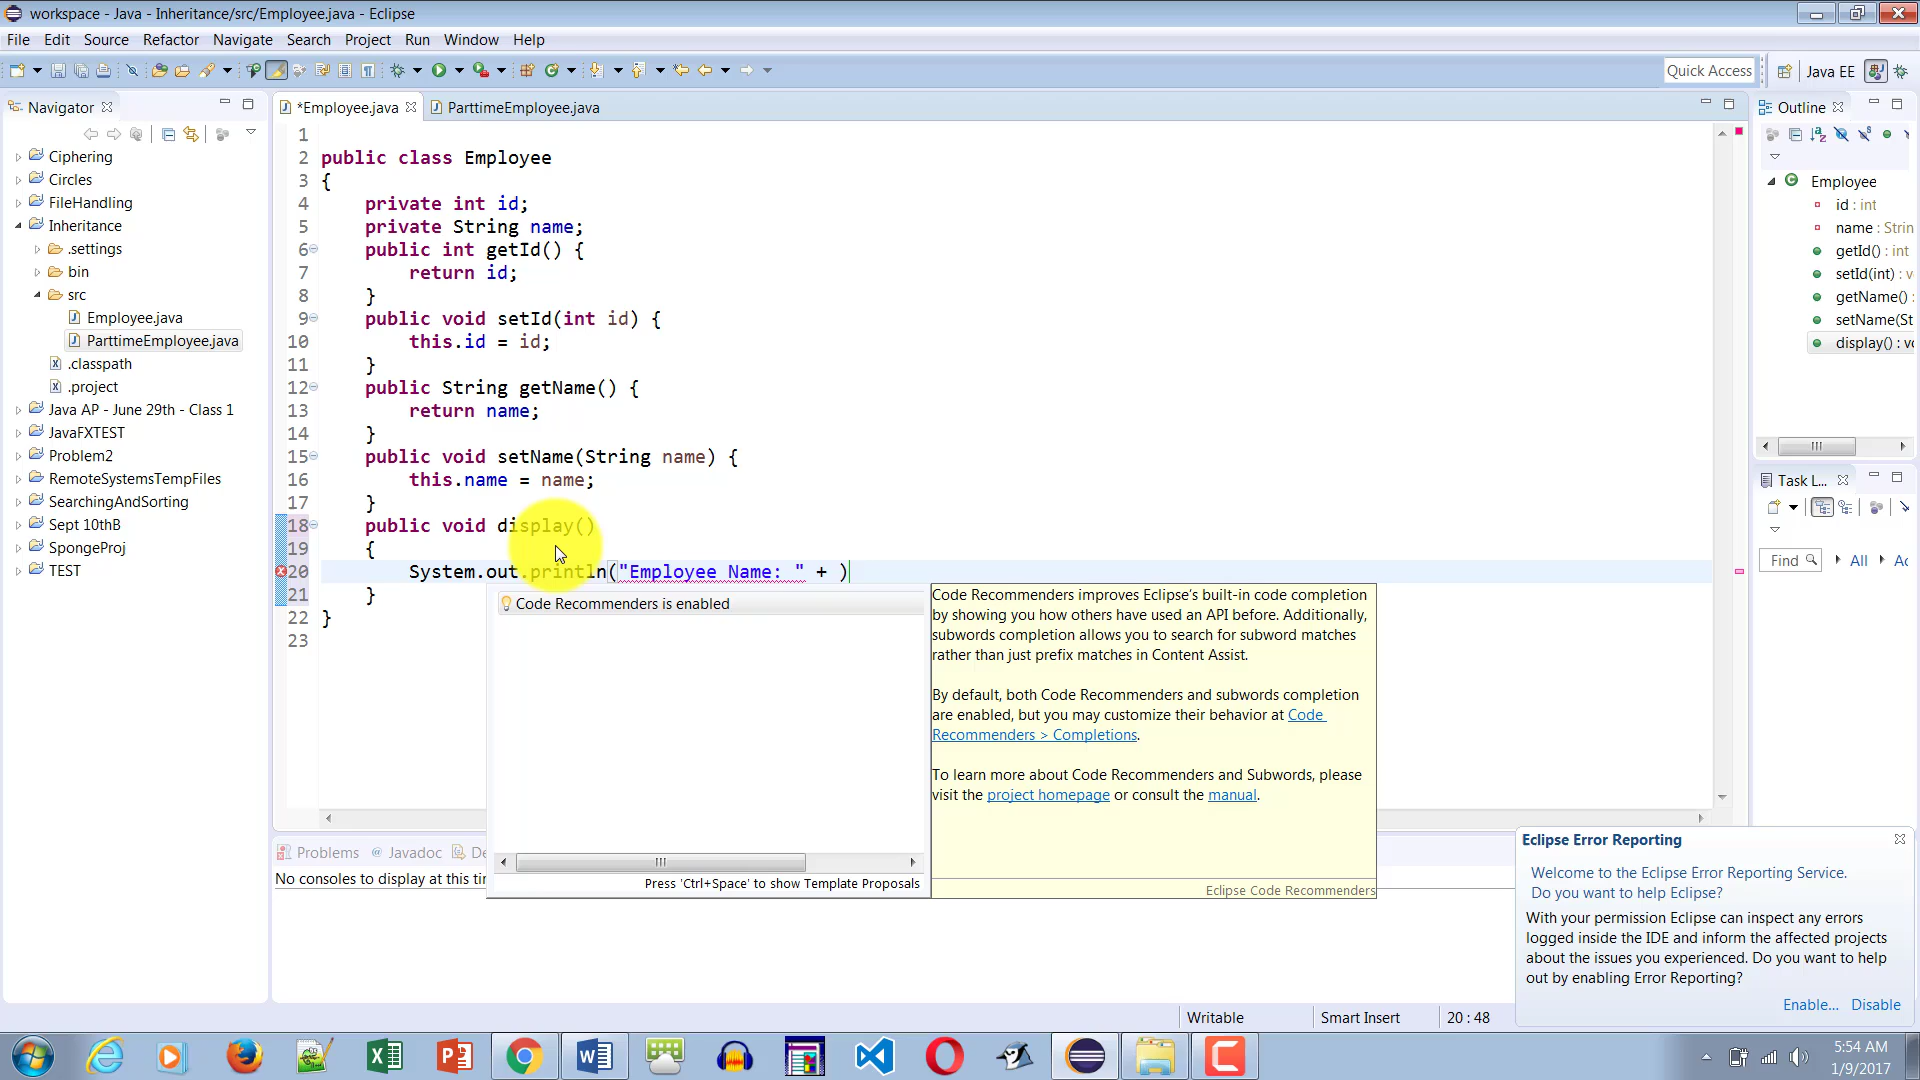 workspace - Java - Inheritance/src/Employee.java - Eclipse
File Edit Source Refactor Navigate Search Project Run Window Help
Quick Access Java EE
Navigator
Ciphering
Circles
FileHandling
Inheritance
.settings
bin
src
Employee.java
ParttimeEmployee.java
.classpath
.project
Java AP - June 29th - Class 1
JavaFXTEST
Problem2
RemoteSystemsTempFiles
SearchingAndSorting
Sept 10thB
SpongeProj
TEST
*Employee.java ParttimeEmployee.java
1
2 public class Employee
3 {
4 private int id;
5 private String name;
6 public int getId() {
7 return id;
8 }
9 public void setId(int id) {
10 this.id = id;
11 }
12 public String getName() {
13 return name;
14 }
15 public void setName(String name) {
16 this.name = name;
17 }
18 public void display()
19 {
20 System.out.println("Employee Name: " + )
21 }
22 }
23
Code Recommenders is enabled
Press 'Ctrl+Space' to show Template Proposals
Code Recommenders improves Eclipse's built-in code completion
by showing you how others have used an API before. Additionally,
subwords completion allows you to search for subword matches
rather than just prefix matches in Content Assist.
By default, both Code Recommenders and subwords completion
are enabled, but you may customize their behavior at Code
Recommenders > Completions.
To learn more about Code Recommenders and Subwords, please
visit the project homepage or consult the manual.
Eclipse Code Recommenders
Problems @ Javadoc De
No consoles to display at this tin
Outline
Employee
id : int
name : Strin
getId() : int
setId(int) : v
getName() :
setName(St
display() : vo
Task L...
Find All Ac
Eclipse Error Reporting
Welcome to the Eclipse Error Reporting Service.
Do you want to help Eclipse?
With your permission Eclipse can inspect any errors
logged inside the IDE and inform the affected projects
about the issues you experienced. Do you want to help
out by enabling Error Reporting?
Enable... Disable
Writable Smart Insert 20 : 48
5:54 AM
1/9/2017